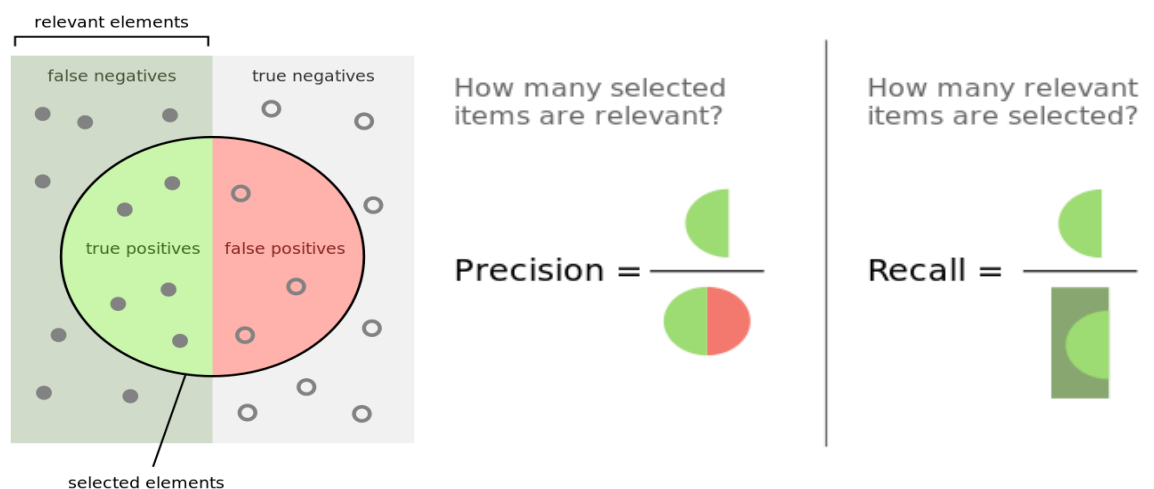 relevant elements
false negatives
true negatives
true positives
false positives
selected elements
How many selected
items are relevant?
Precision =
How many relevant
items are selected?
Recall =